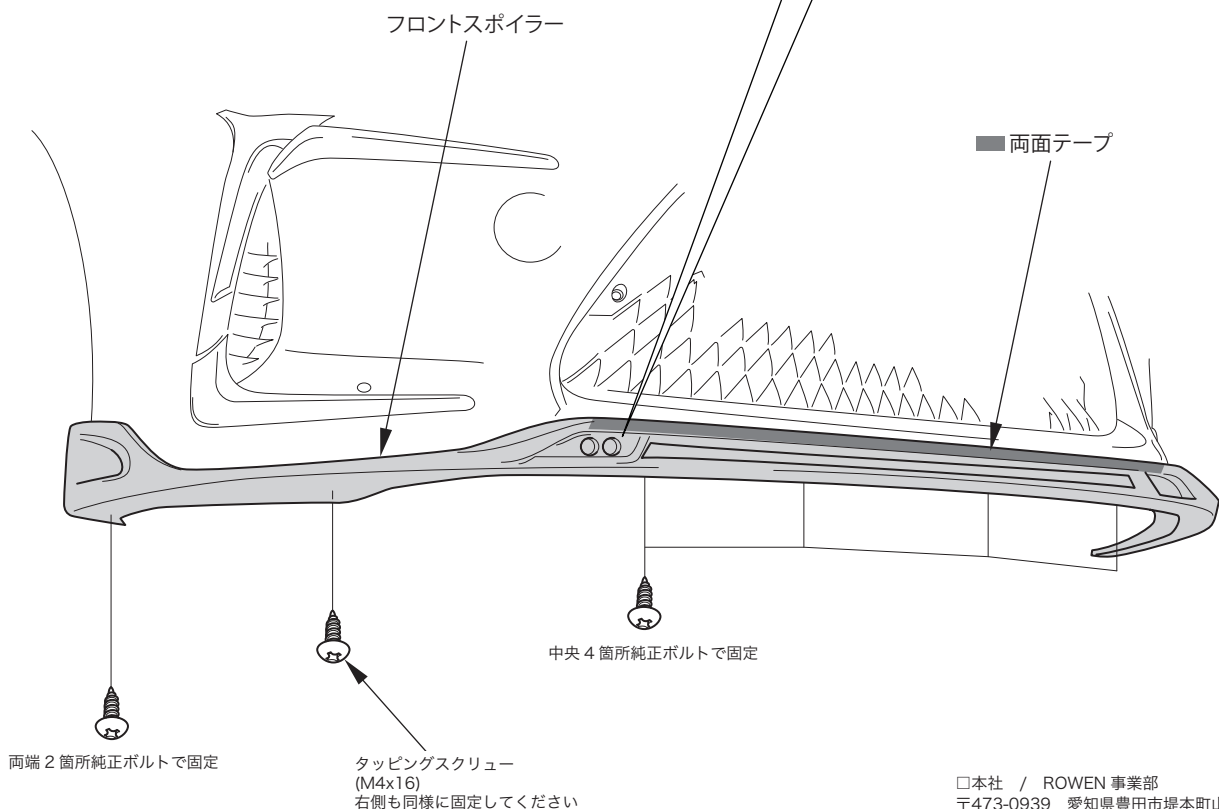 フロントスポイラー
両面テープ
中央 4 箇所純正ボルトで固定
両端 2 箇所純正ボルトで固定
タッピングスクリュー
(M4x16)
右側も同様に固定してください
□本社 / ROWEN 事業部
〒473-0939 愛知県豊田市堤本町山